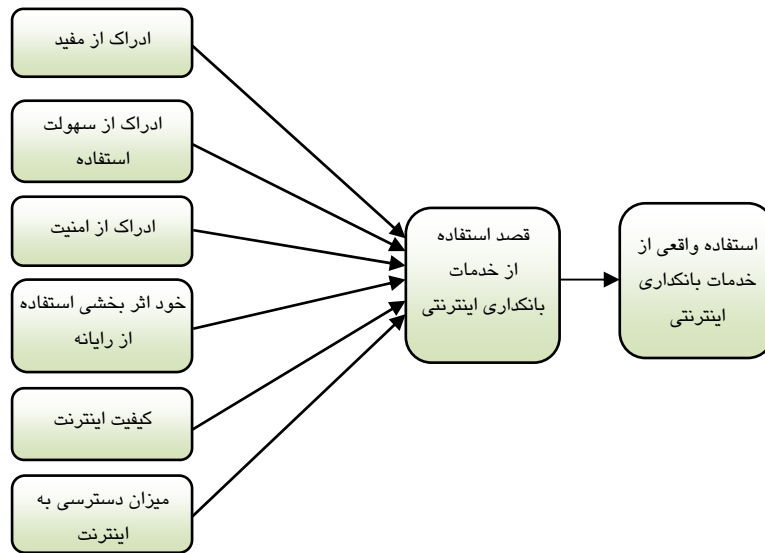 ادراک از مفید
ادراک از سهولت
استفاده
ادراک از امنیت
خود اثر بخشی استفاده
از رایانه
کیفیت اینترنت
میزان دسترسی به
اینترنت
قصد استفاده
از خدمات
بانکداری اینترنتی
استفاده واقعی از
خدمات بانکداری
اینترنتی